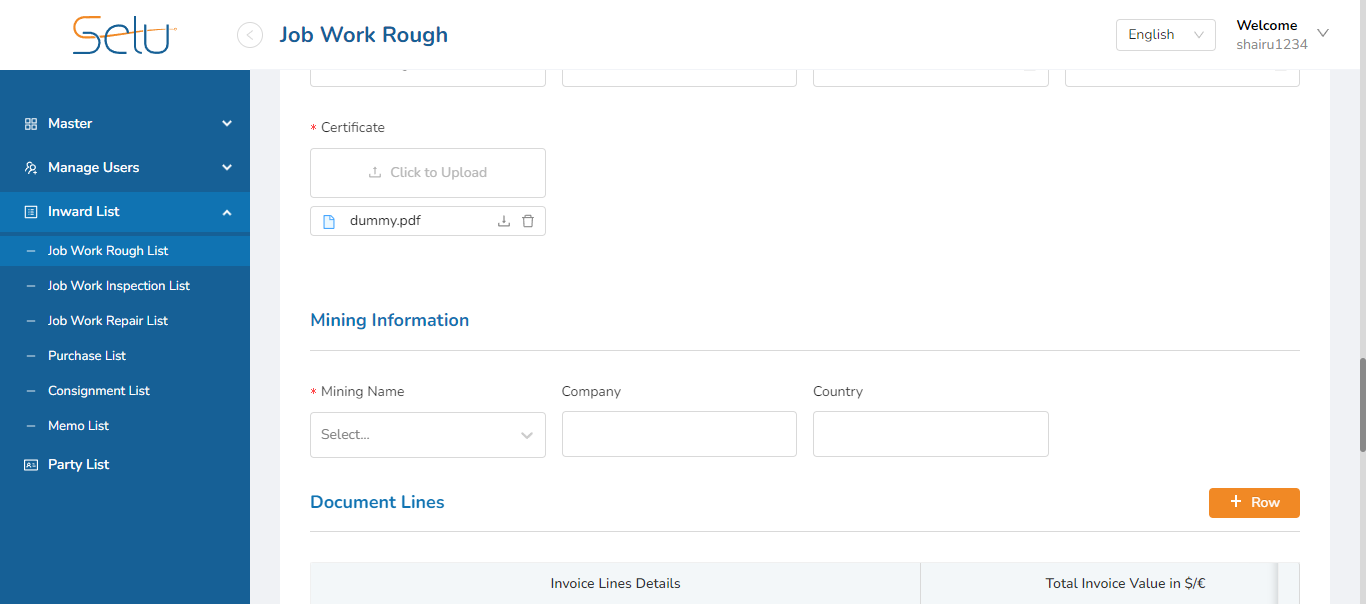 Selu
Job Work Rough
English
Welcome
shairu1234
Master
Manage Users
Inward List
Job Work Rough List
Job Work Inspection List
Job Work Repair List
Purchase List
Consignment List
Memo List
Party List
* Certificate
Click to Upload
dummy.pdf
Mining Information
* Mining Name
Company
Country
Select...
Document Lines
+ Row
Invoice Lines Details
Total Invoice Value in $/€